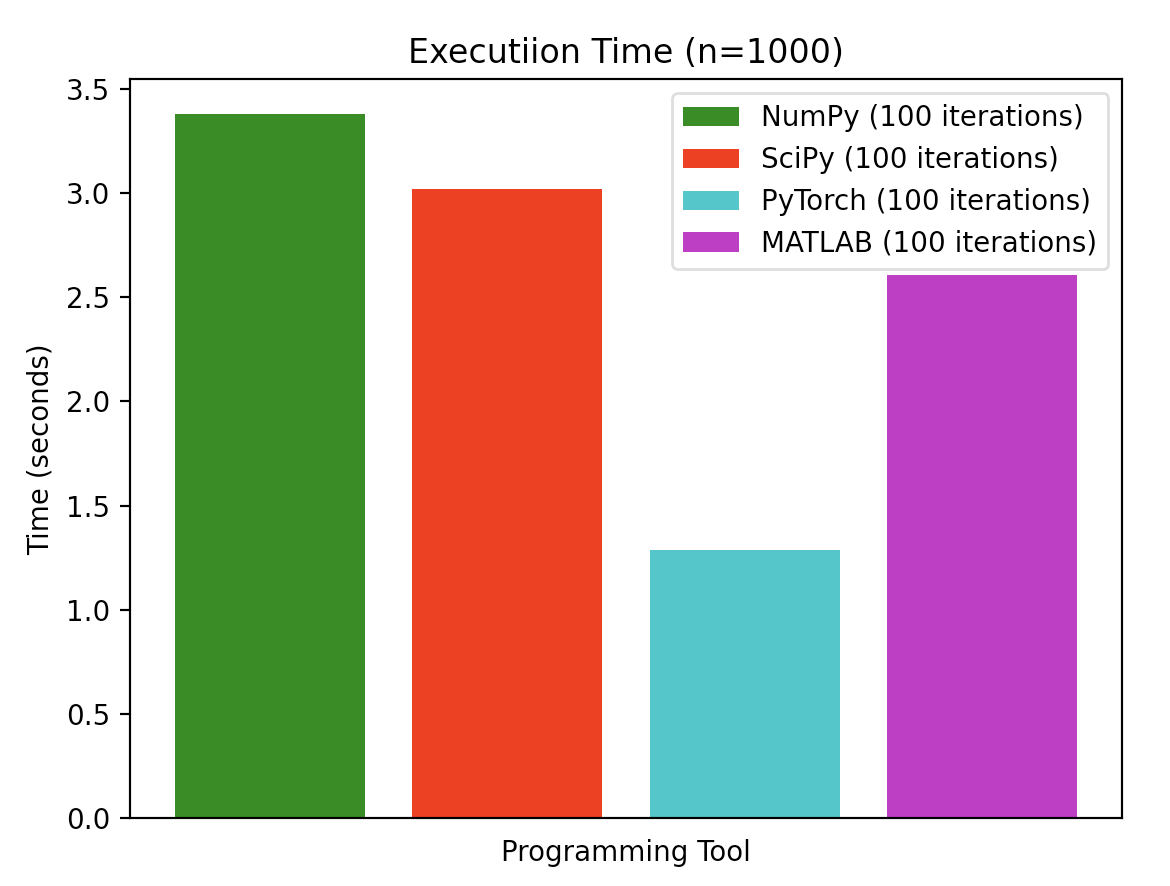 Executiion Time (n=1000)
3.5
3.0
2.5
2.0
1.5
1.0
0.5
0.0
Time (seconds)
NumPy (100 iterations)
SciPy (100 iterations)
PyTorch (100 iterations)
MATLAB (100 iterations)
Programming Tool